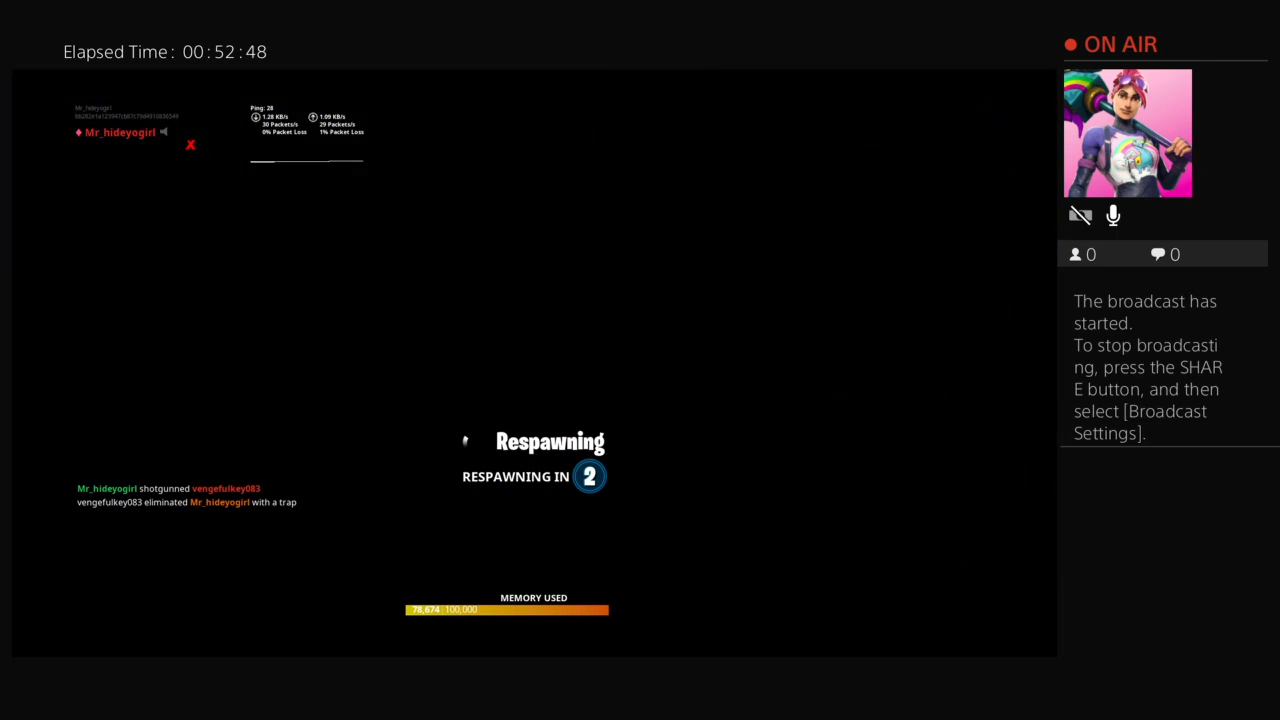 Elapsed Time: 00:52:48
ON AIR
Mr_hideyogirl
Mr_hideyogirl
X
Ping: 28
1.28 KB/s 1.09 KB/s
30 Packets/s 29 Packets/s
0% Packet Loss 1% Packet Loss
0 0
The broadcast has
started.
To stop broadcasti
ng, press the SHAR
E button, and then
select [Broadcast
Settings].
Respawning
RESPAWNING IN 2
Mr_hideyogirl shotgunned vengefulkey083
vengefulkey083 eliminated Mr_hideyogirl with a trap
MEMORY USED
78,674 100,000